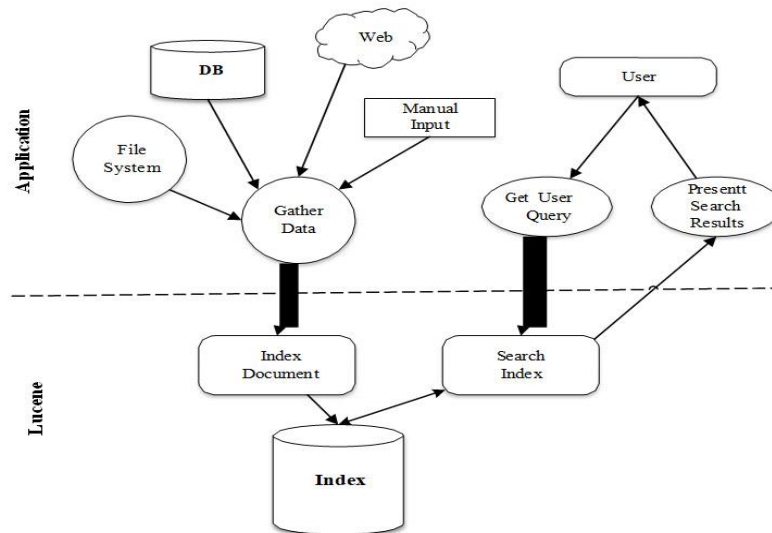 Web
DB
User
Manual
Input
Application
File
System
Gather
Data
Get User
Query
Presentt
Search
Results
Index
Document
Search
Index
Lucene
Index